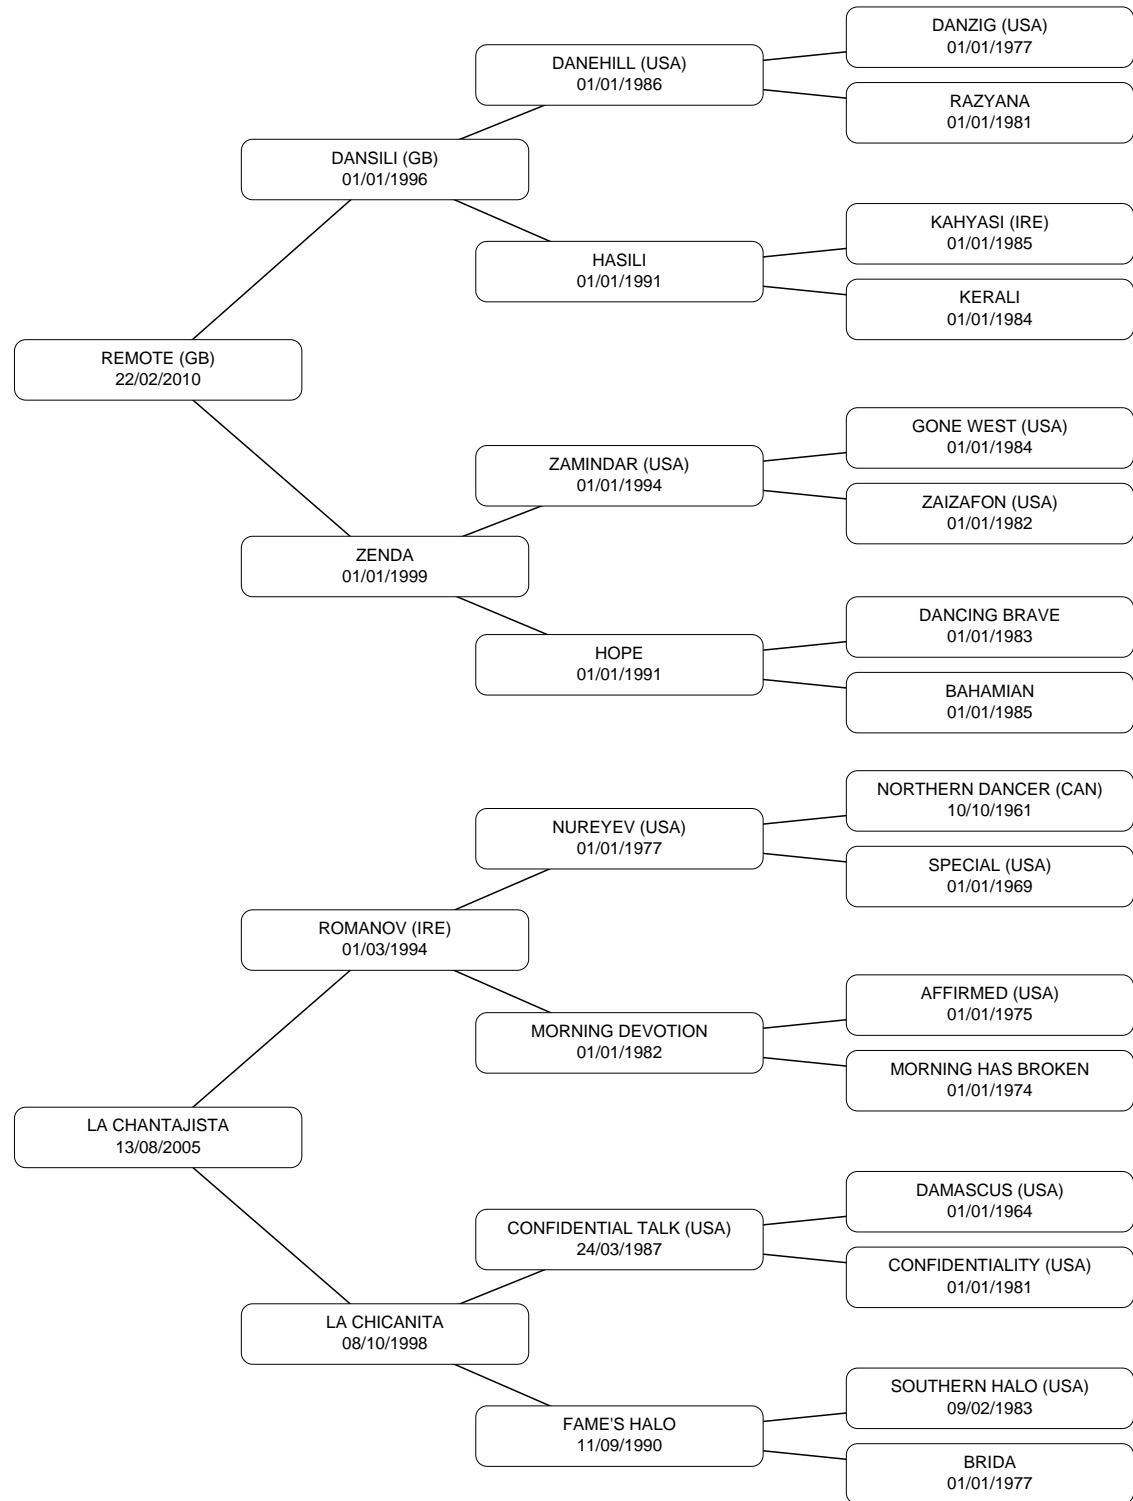 DANZIG (USA)
01/01/1977
DANEHILL (USA)
01/01/1986
RAZYANA
01/01/1981
DANSILI (GB)
01/01/1996
KAHYASI (IRE)
01/01/1985
HASILI
01/01/1991
KERALI
01/01/1984
REMOTE (GB)
22/02/2010
GONE WEST (USA)
01/01/1984
ZAMINDAR (USA)
01/01/1994
ZAIZAFON (USA)
01/01/1982
ZENDA
01/01/1999
DANCING BRAVE
01/01/1983
HOPE
01/01/1991
BAHAMIAN
01/01/1985
NORTHERN DANCER (CAN)
10/10/1961
NUREYEV (USA)
01/01/1977
SPECIAL (USA)
01/01/1969
ROMANOV (IRE)
01/03/1994
AFFIRMED (USA)
01/01/1975
MORNING DEVOTION
01/01/1982
MORNING HAS BROKEN
01/01/1974
LA CHANTAJISTA
13/08/2005
DAMASCUS (USA)
01/01/1964
CONFIDENTIAL TALK (USA)
24/03/1987
CONFIDENTIALITY (USA)
01/01/1981
LA CHICANITA
08/10/1998
SOUTHERN HALO (USA)
09/02/1983
FAME'S HALO
11/09/1990
BRIDA
01/01/1977